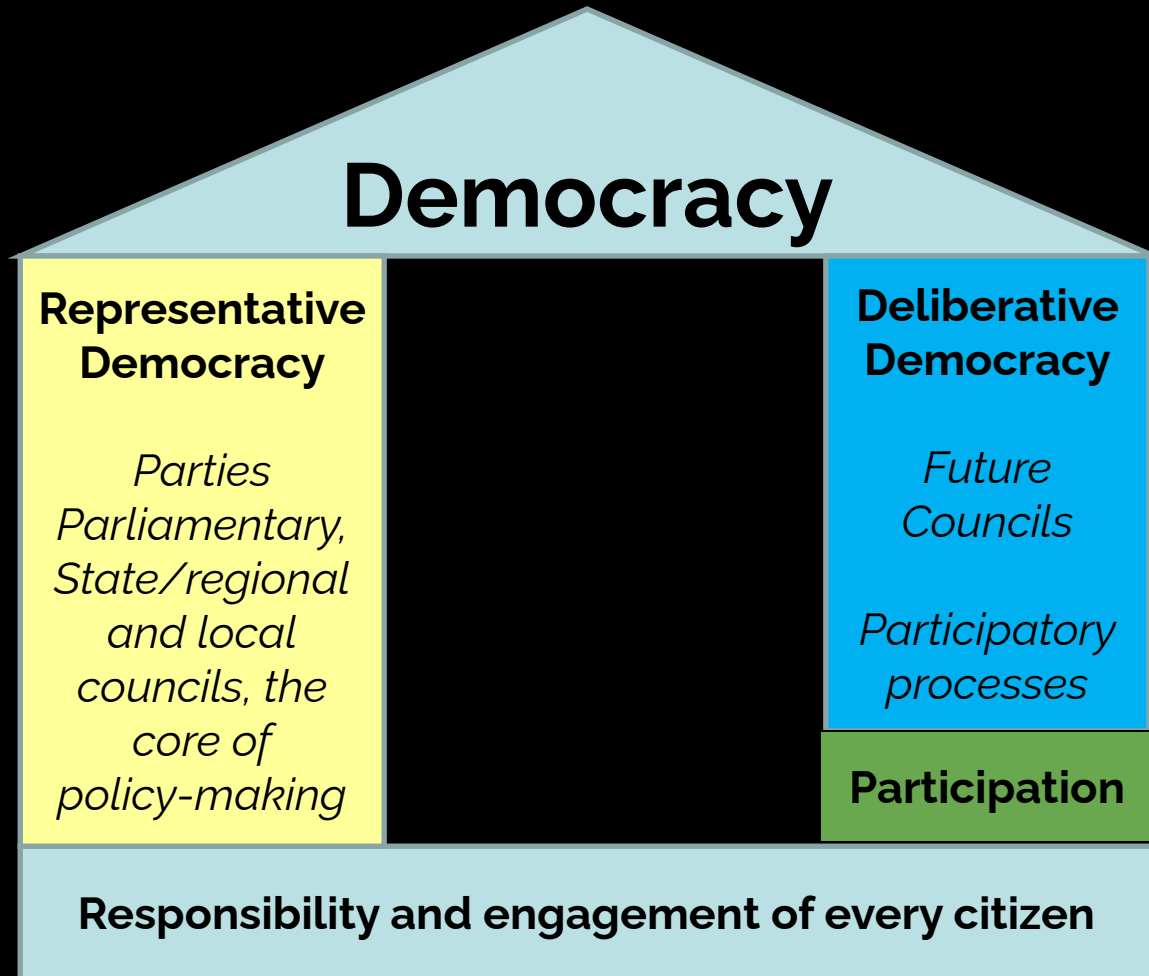 Democracy
Representative
Democracy
Parties
Parliamentary,
State/regional
and local
councils, the
core of
policy-making
Deliberative
Democracy
Future
Councils
Participatory
processes
Participation
Responsibility and engagement of every citizen